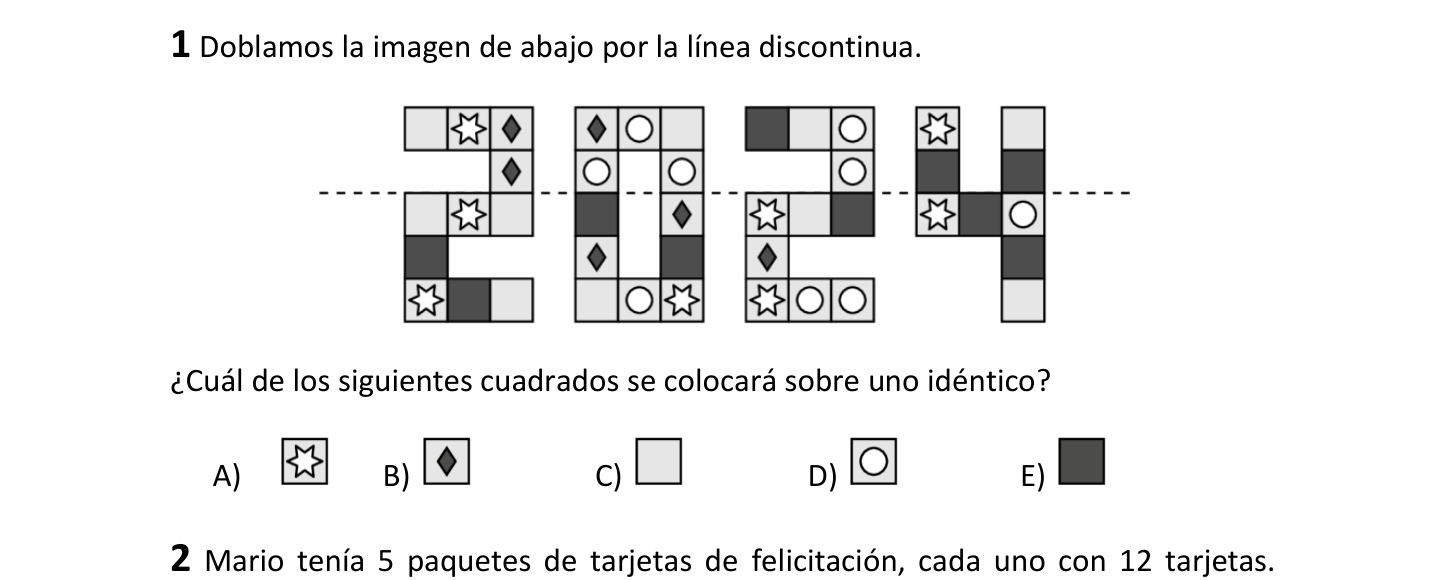 1 Doblamos la imagen de abajo por la línea discontinua.
¿Cuál de los siguientes cuadrados se colocará sobre uno idéntico?
A) B) C) D) E)
2 Mario tenía 5 paquetes de tarjetas de felicitación, cada uno con 12 tarjetas.